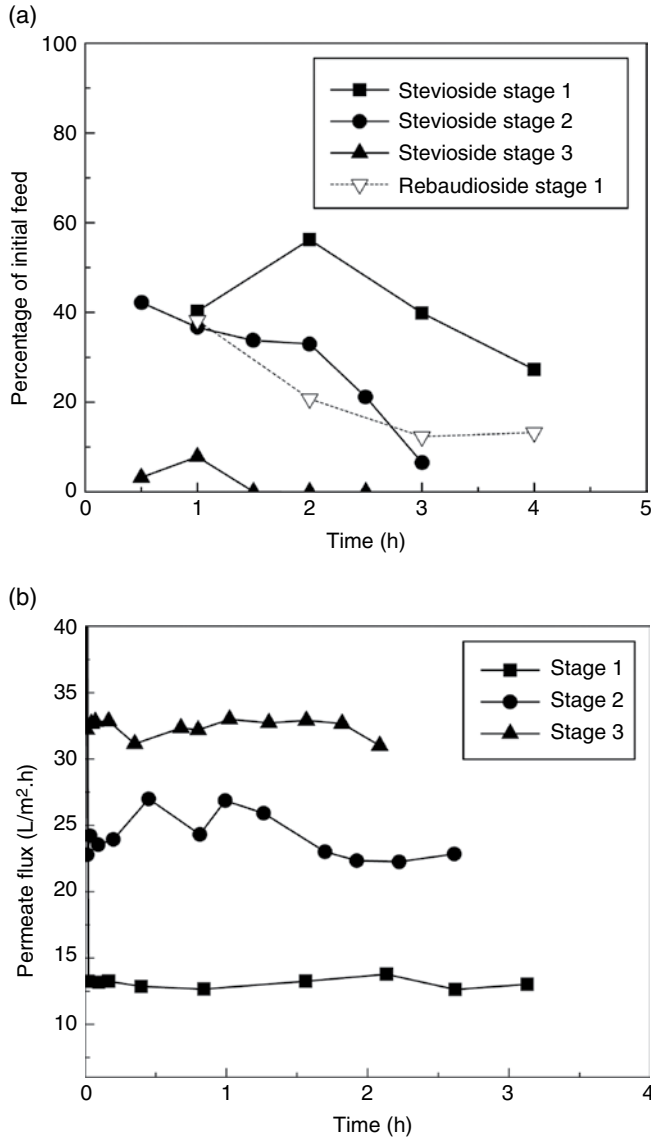 (a)
100
80
60
40
20
0
Percentage of initial feed
Stevioside stage 1
Stevioside stage 2
Stevioside stage 3
Rebaudioside stage 1
0 1 2 3 4 5
Time (h)
(b)
40
35
30
25
20
15
10
Permeate flux (L/m².h)
Stage 1
Stage 2
Stage 3
0 1 2 3 4
Time (h)